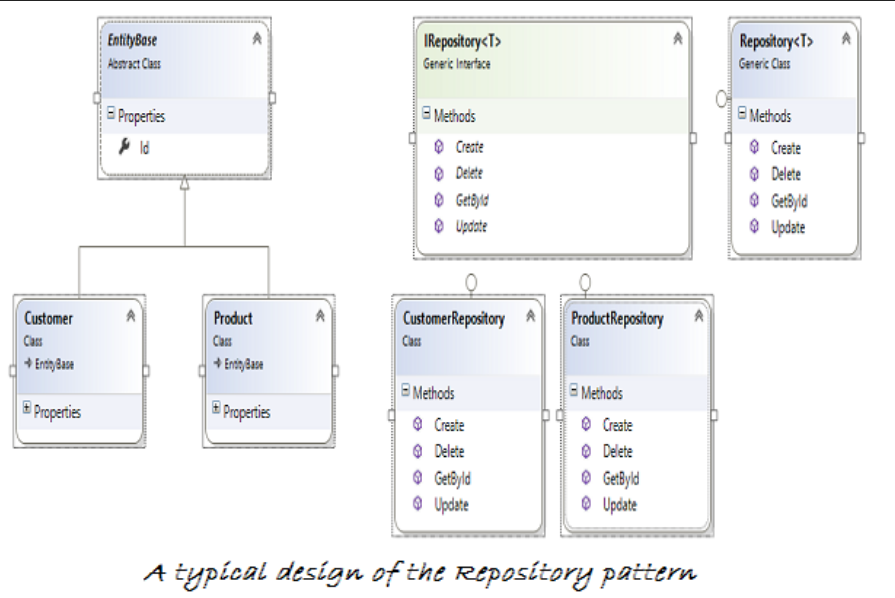 EntityBase
Abstract Class
Properties
Id
IRepository<T>
Generic Interface
Methods
Create
Delete
GetById
Update
Repository<T>
Generic Class
Methods
Create
Delete
GetById
Update
Customer
Class
EntityBase
Properties
Product
Class
EntityBase
Properties
CustomerRepository
Class
Methods
Create
Delete
GetById
Update
ProductRepository
Class
Methods
Create
Delete
GetById
Update
A typical design of the Repository pattern